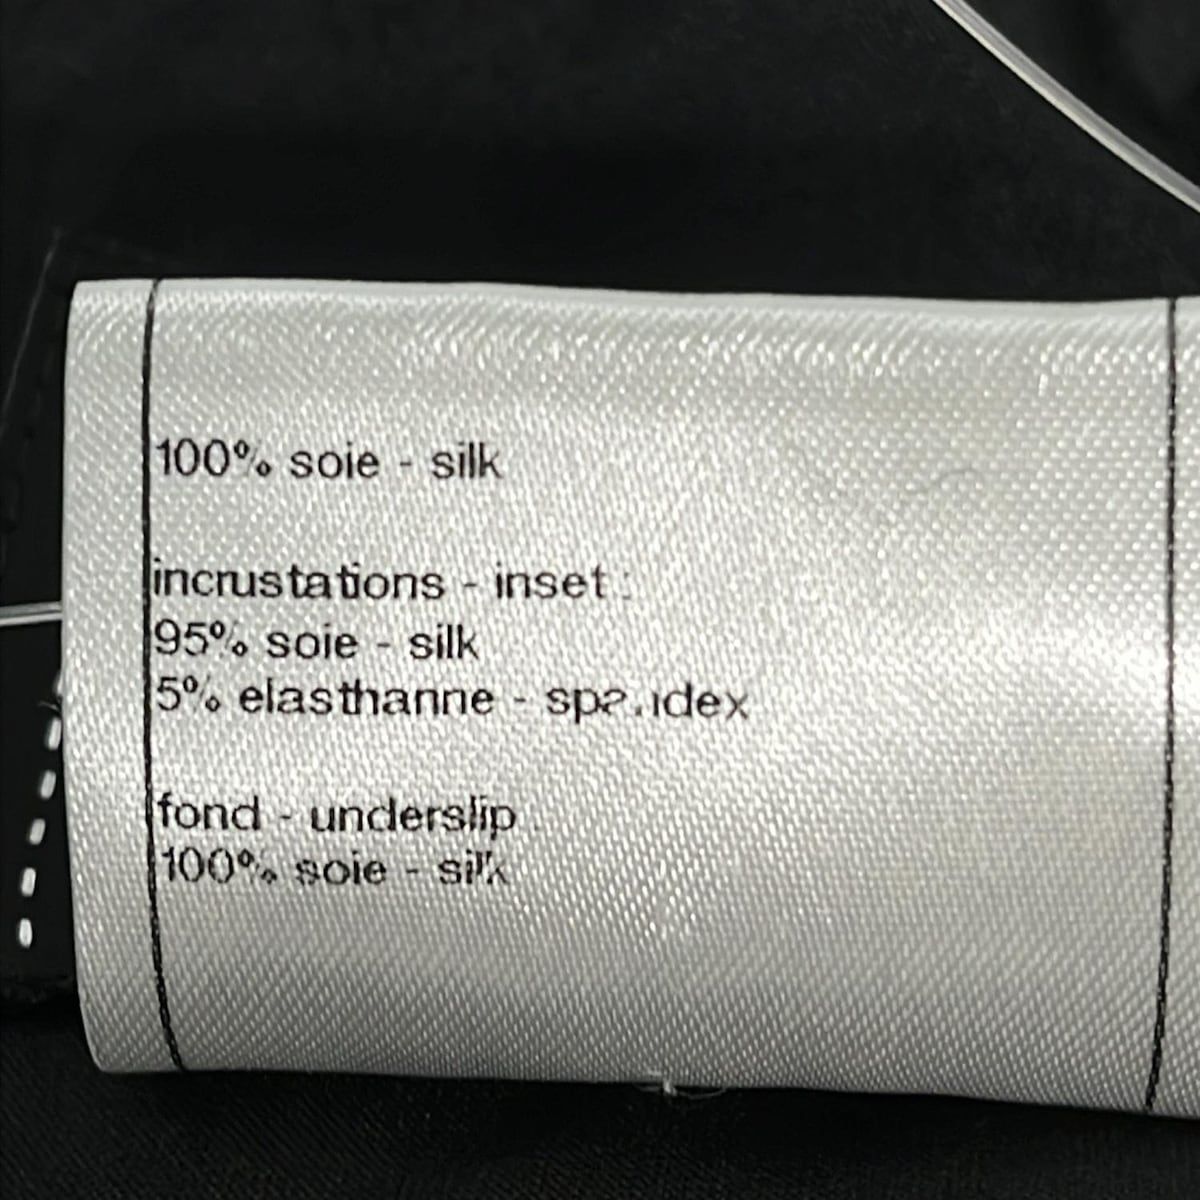 100% soie - silk
incrustations - inset :
95% soie - silk
5% elasthanne - spandex
fond - underslip
100% soie - silk